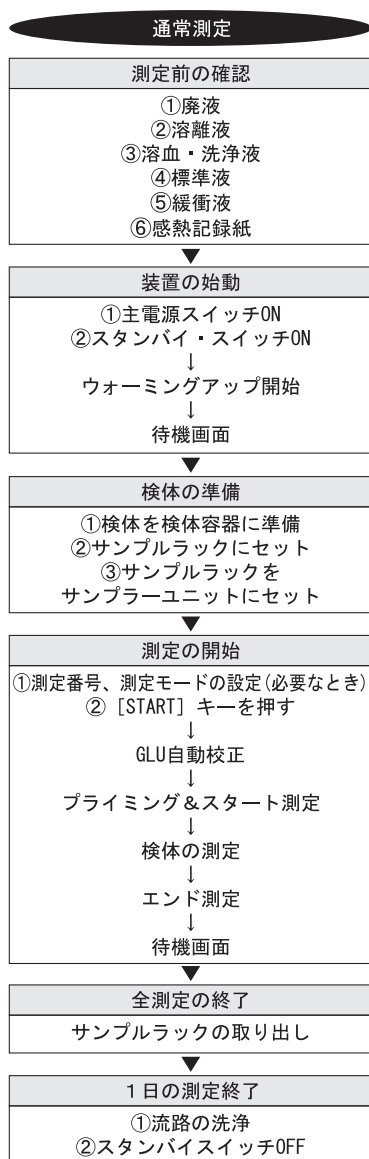 通常測定
測定前の確認
①廃液
②溶離液
③溶血・洗浄液
④標準液
⑤緩衝液
⑥感熱記録紙
▼
装置の始動
①主電源スイッチON
②スタンバイ・スイッチON
↓
ウォーミングアップ開始
↓
待機画面
▼
検体の準備
①検体を検体容器に準備
②サンプルラックにセット
③サンプルラックを
サンプラーユニットにセット
▼
測定の開始
①測定番号、測定モードの設定(必要なとき)
②［START］キーを押す
↓
GLU自動校正
↓
プライミング＆スタート測定
↓
検体の測定
↓
エンド測定
↓
待機画面
▼
全測定の終了
サンプルラックの取り出し
▼
１日の測定終了
①流路の洗浄
②スタンバイスイッチOFF